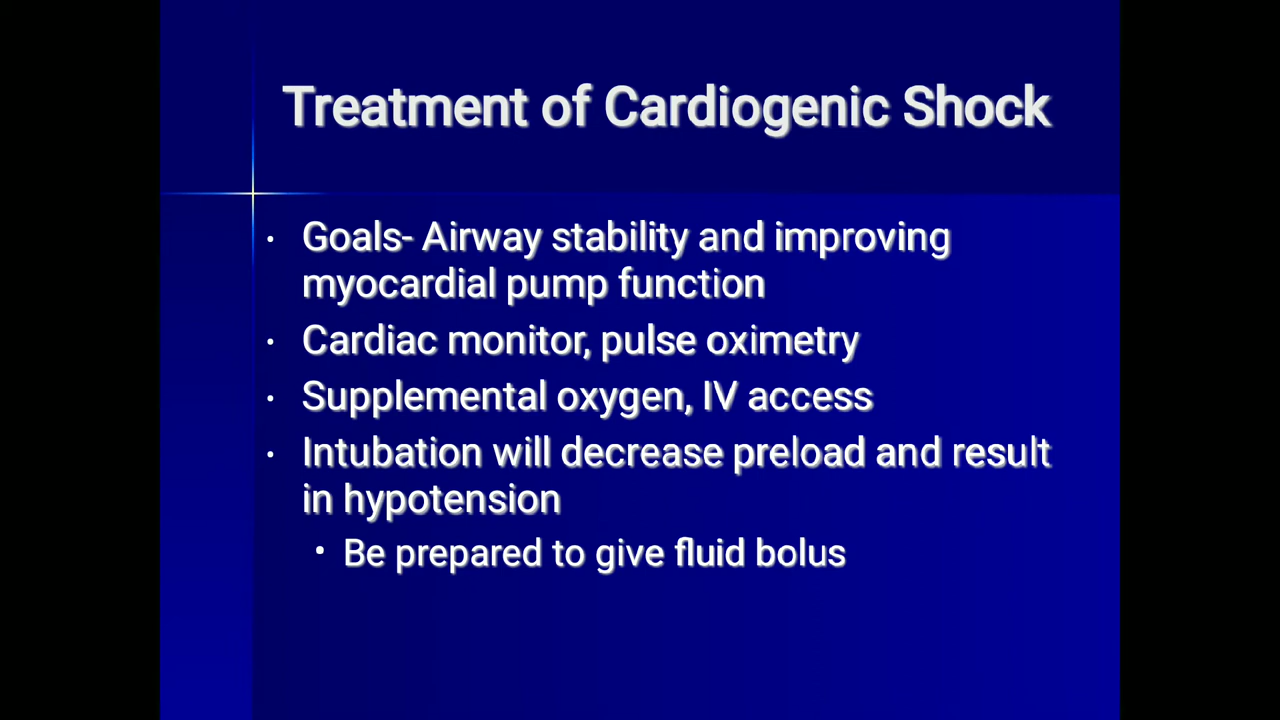 Treatment of Cardiogenic Shock
• Goals- Airway stability and improving
myocardial pump function
• Cardiac monitor, pulse oximetry
• Supplemental oxygen, IV access
• Intubation will decrease preload and result
in hypotension
• Be prepared to give fluid bolus